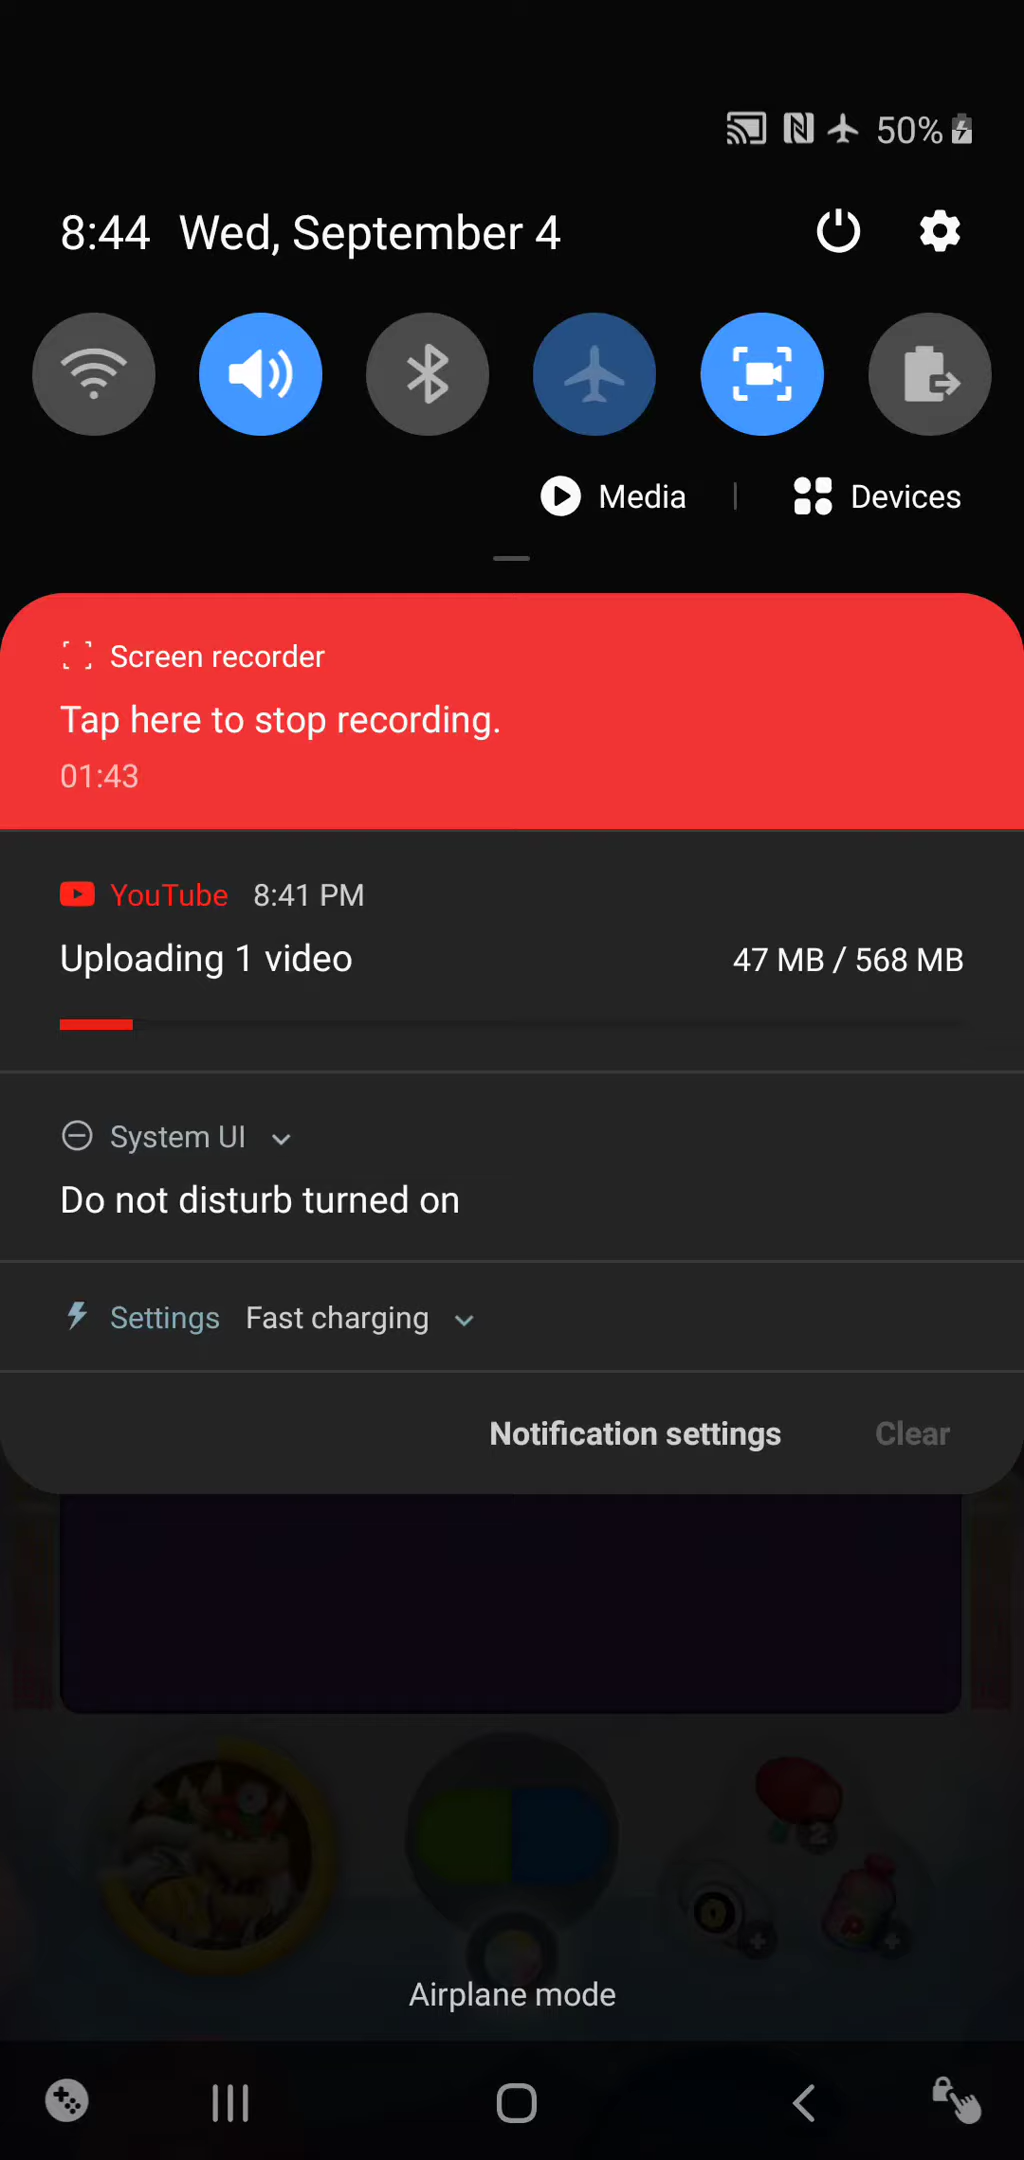 50%
8:44 Wed, September 4
Media | Devices
Screen recorder
Tap here to stop recording.
01:43
YouTube 8:41 PM
Uploading 1 video 47 MB / 568 MB
System UI
Do not disturb turned on
Settings Fast charging
Notification settings Clear
2
Airplane mode